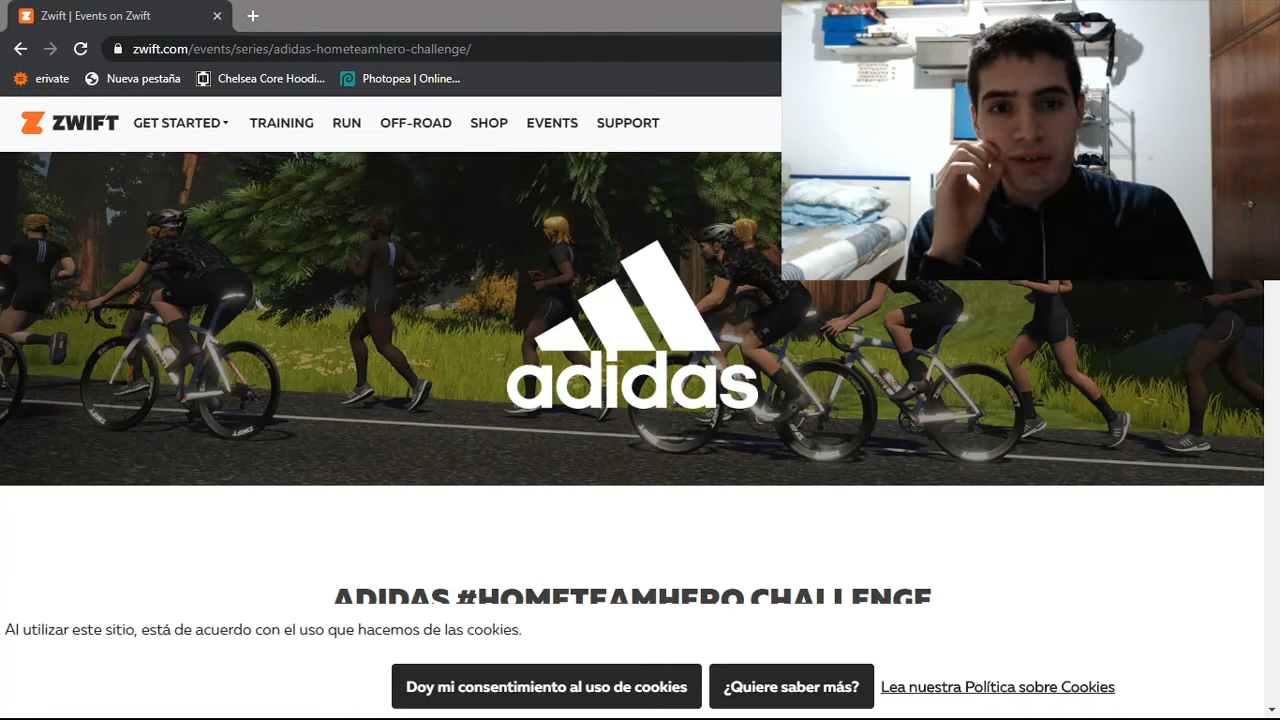 Zwift | Events on Zwift
zwift.com/events/series/adidas-hometeamhero-challenge/
erivate
Nueva pestaña
Chelsea Core Hoodi...
Photopea | Online...
ZWIFT
GET STARTED
TRAINING
RUN
OFF-ROAD
SHOP
EVENTS
SUPPORT
adidas
ADIDAS #HOMETEAMHERO CHALLENGE
Al utilizar este sitio, está de acuerdo con el uso que hacemos de las cookies.
Doy mi consentimiento al uso de cookies
¿Quiere saber más?
Lea nuestra Política sobre Cookies